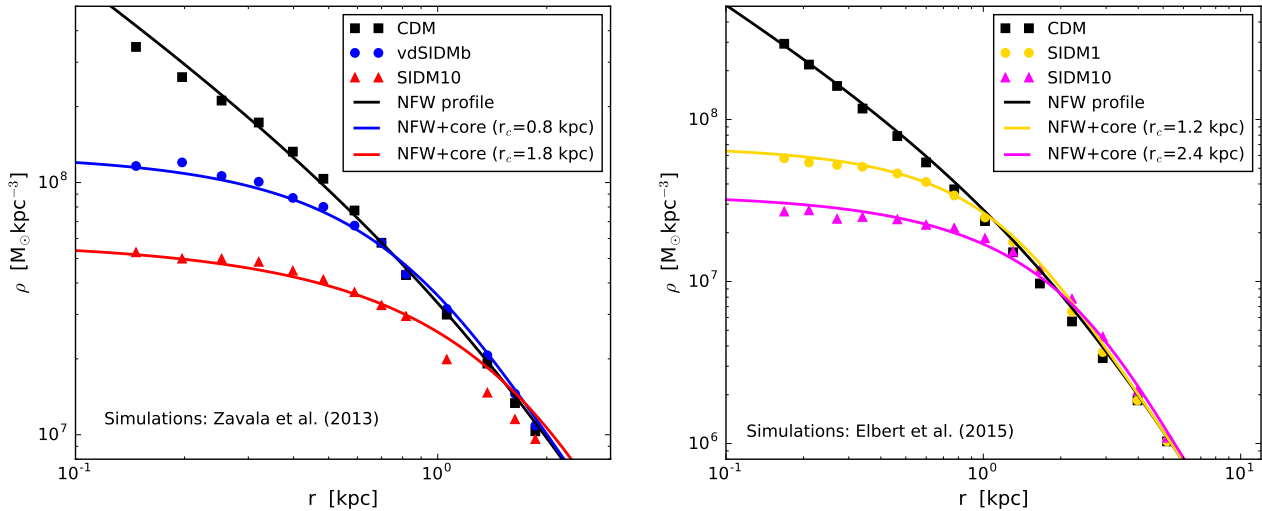 CDM
vdSIDMb
SIDM10
NFW profile
NFW+core (r_c=0.8 kpc)
NFW+core (r_c=1.8 kpc)
10^8
10^7
ρ [M_⊙kpc^−3]
Simulations: Zavala et al. (2013)
10^−1
10^0
r [kpc]
CDM
SIDM1
SIDM10
NFW profile
NFW+core (r_c=1.2 kpc)
NFW+core (r_c=2.4 kpc)
10^8
10^7
10^6
ρ [M_⊙kpc^−3]
Simulations: Elbert et al. (2015)
10^−1
10^0
10^1
r [kpc]